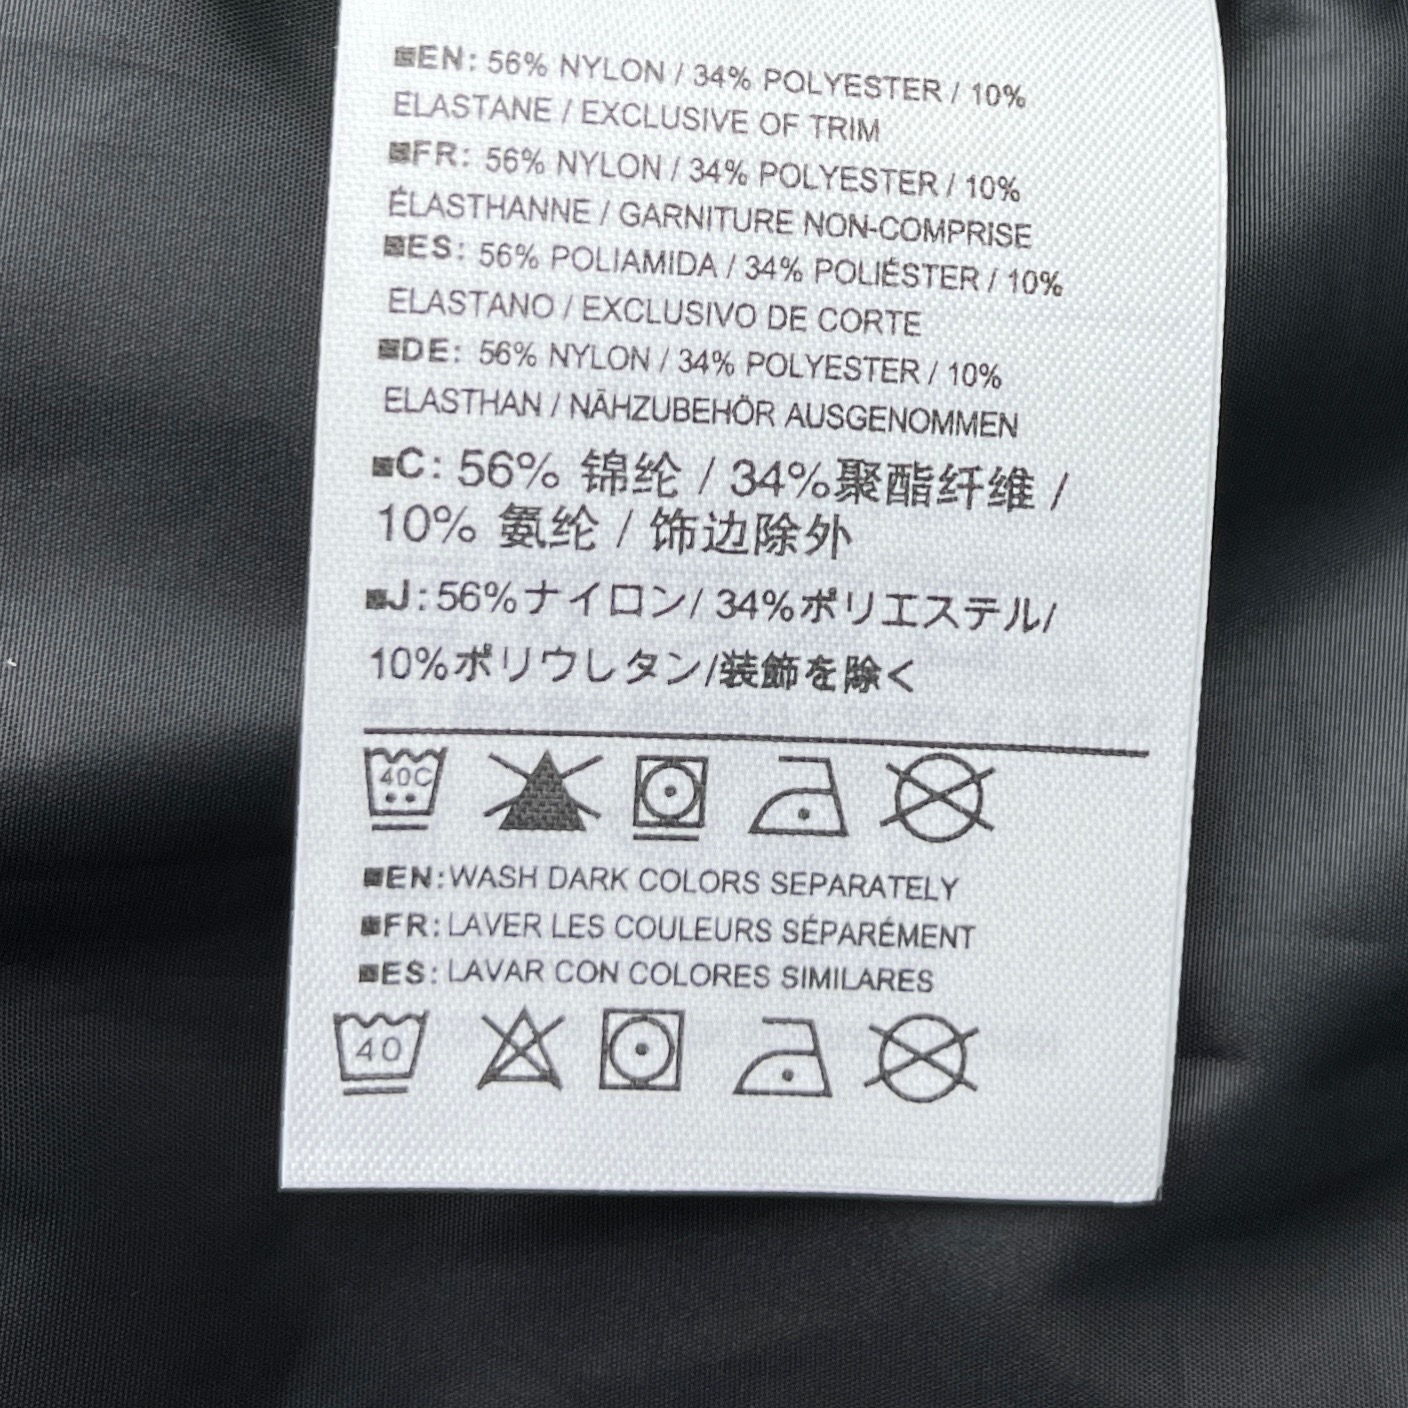 EN: 56% NYLON / 34% POLYESTER / 10%
ELASTANE / EXCLUSIVE OF TRIM
FR: 56% NYLON / 34% POLYESTER / 10%
ÉLASTHANNE / GARNITURE NON-COMPRISE
ES: 56% POLIAMIDA / 34% POLIÉSTER / 10%
ELASTANO / EXCLUSIVO DE CORTE
DE: 56% NYLON / 34% POLYESTER / 10%
ELASTHAN / NÄHZUBEHÖR AUSGENOMMEN
C: 56% 锦纶 / 34%聚酯纤维 /
10% 氨纶 / 饰边除外
J: 56%ナイロン/ 34%ポリエステル/
10%ポリウレタン/装飾を除く
40C
EN:WASH DARK COLORS SEPARATELY
FR: LAVER LES COULEURS SÉPARÉMENT
ES: LAVAR CON COLORES SIMILARES
40